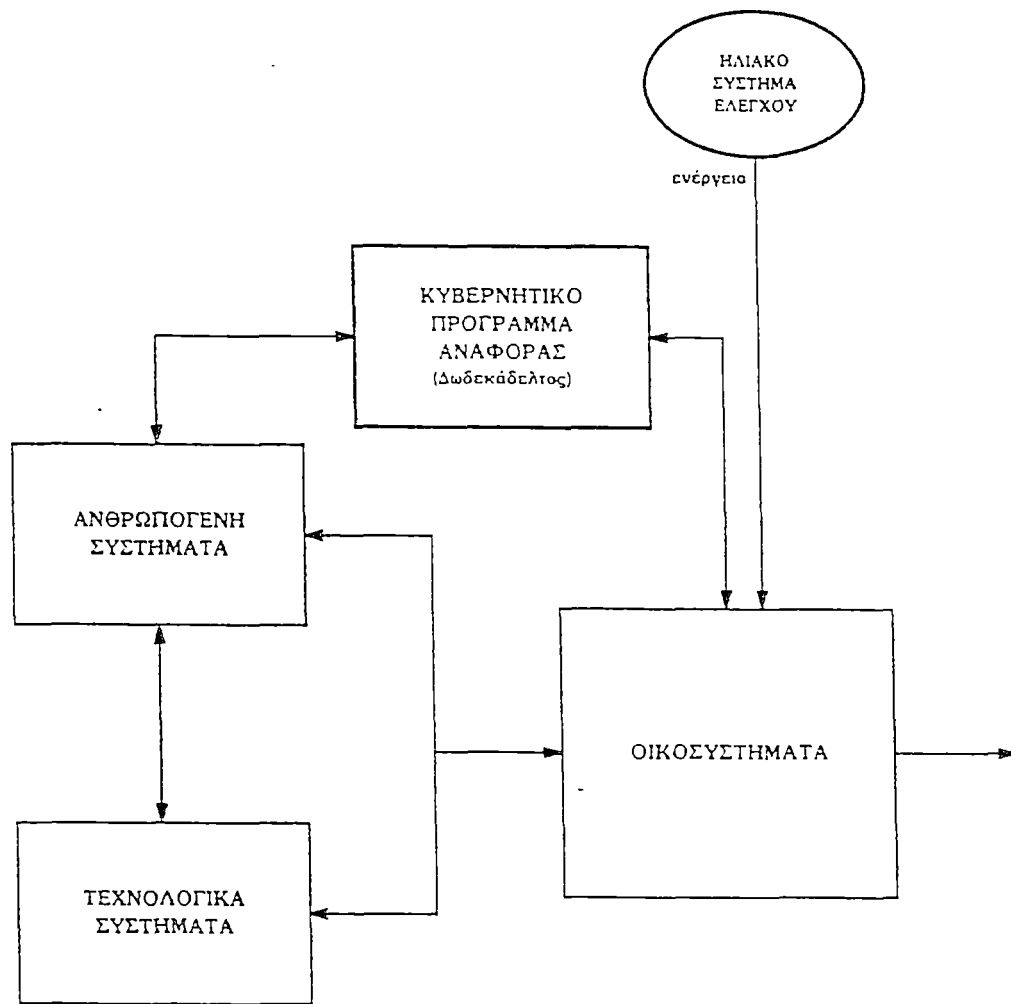 ΗΛΙΑΚΟ
ΣΥΣΤΗΜΑ
ΕΛΕΓΧΟΥ
ενέργεια
ΚΥΒΕΡΝΗΤΙΚΟ
ΠΡΟΓΡΑΜΜΑ
ΑΝΑΦΟΡΑΣ
(Δωδεκάδελτος)
ΑΝΘΡΩΠΟΓΕΝΗ
ΣΥΣΤΗΜΑΤΑ
ΟΙΚΟΣΥΣΤΗΜΑΤΑ
ΤΕΧΝΟΛΟΓΙΚΑ
ΣΥΣΤΗΜΑΤΑ